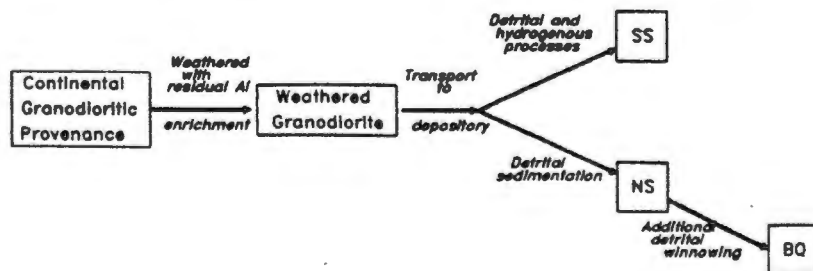 Continental
Granodioritic
Provenance
Weathered
with
residual Al
enrichment
Weathered
Granodiorite
Transport
to
depository
Detrital and
hydrogenous
processes
SS
Detrital
sedimentation
NS
Additional
detrital
winnowing
BQ